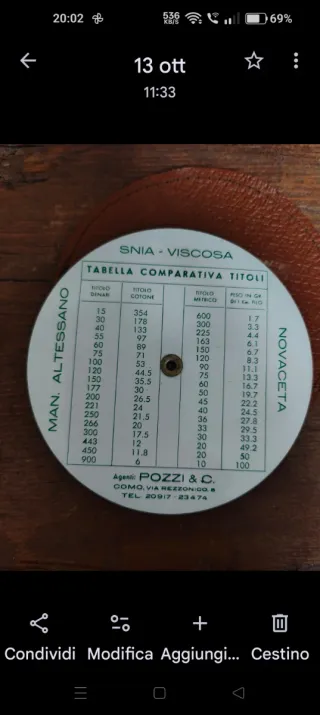 20:02
536
KB/S
69%
13 ott
11:33
SNIA - VISCOSA
TABELLA COMPARATIVA TITOLI
MAN. ALTESSANO
NOVACETA
TITOLO DENARI TITOLO COTONE TITOLO METRICO PESO IN GR.
15 354 600 1.7
30 178 300 3.3
40 133 225 4.4
55 97 163 6.1
60 89 150 6.7
75 71 120 8.3
100 53 90 11.1
120 44.5 75 13.3
150 35.5 60 16.7
177 30 50 19.7
200 26.5 45 22.2
221 24 40 24.5
250 21.5 36 27.8
266 20 33 29.5
300 17.5 30 33.3
443 12 20 49.2
450 11.8 20 50
900 6 10 100
Agenti: POZZI & C.
COMO, VIA REZZONICO, 8
TEL. 20917 - 23474
Condividi Modifica Aggiungi... Cestino